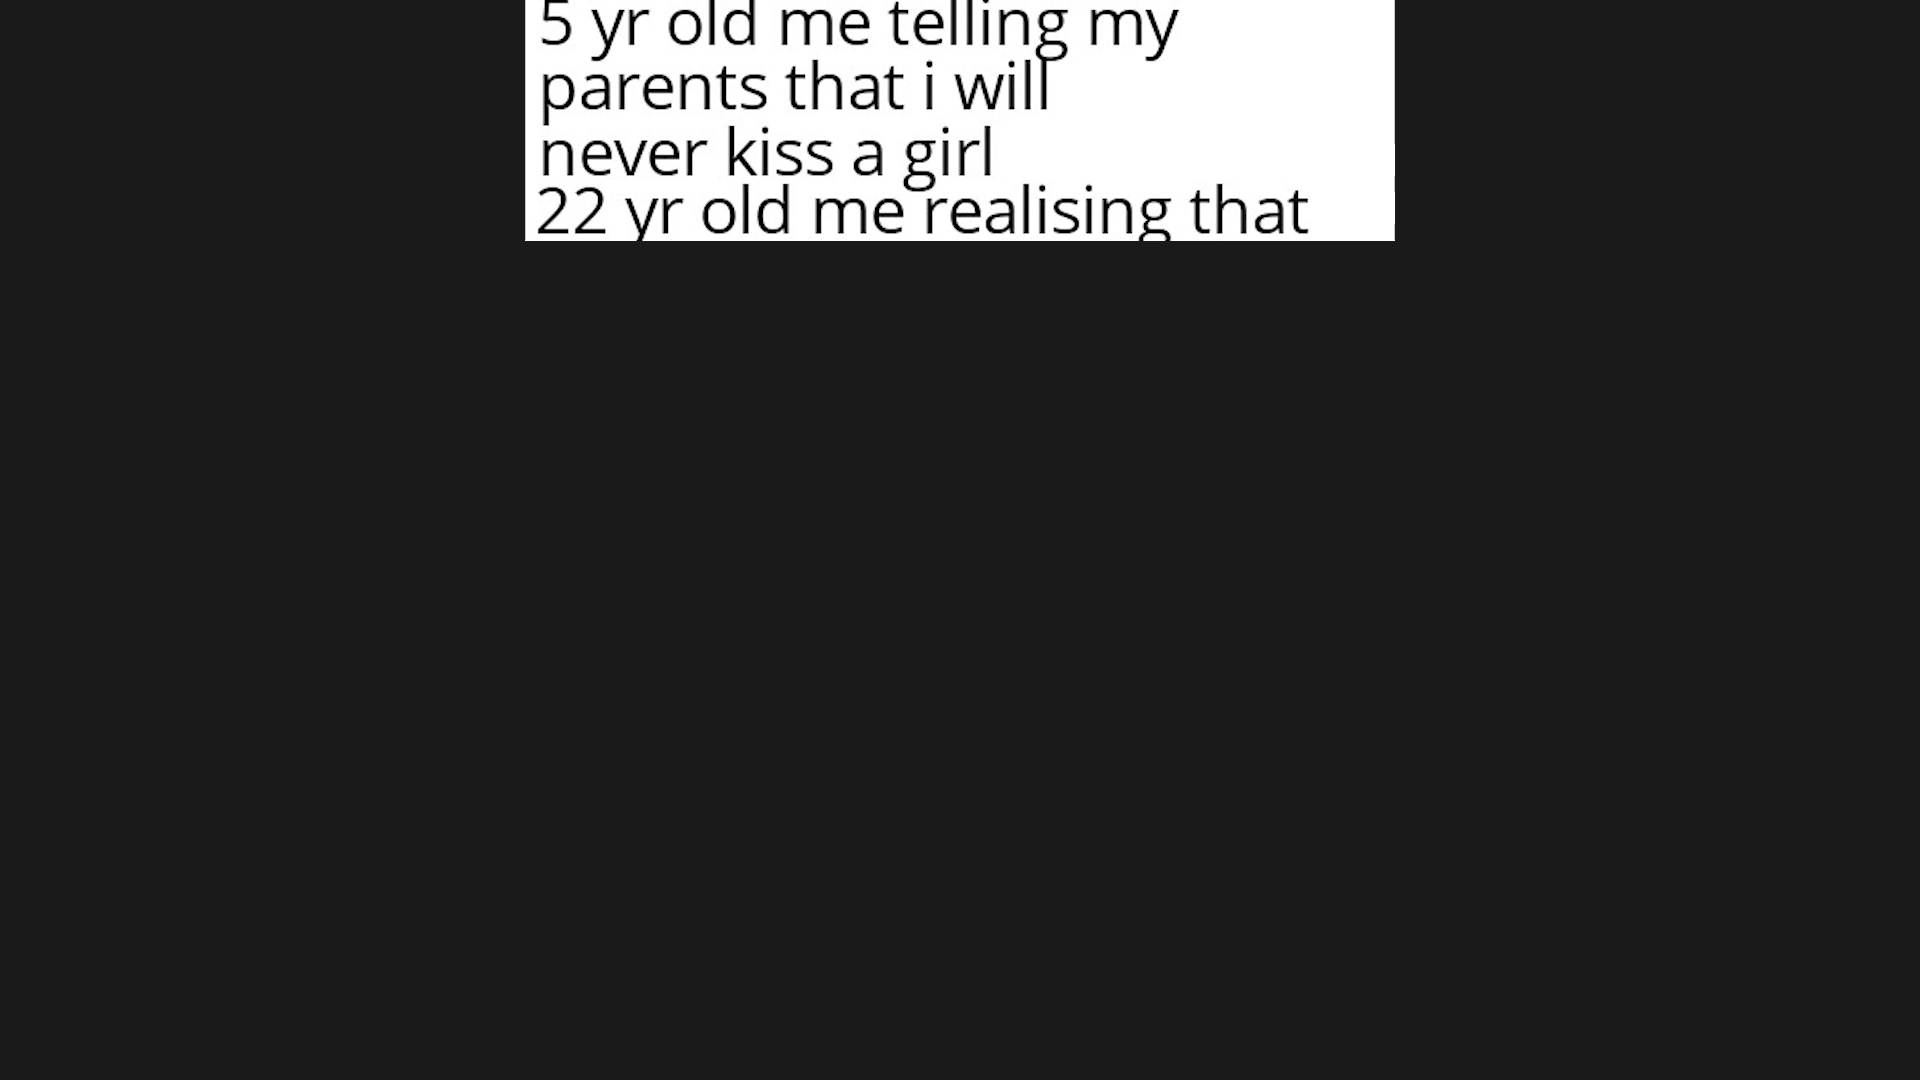 5 yr old me telling my
parents that i will
never kiss a girl
22 yr old me realising that